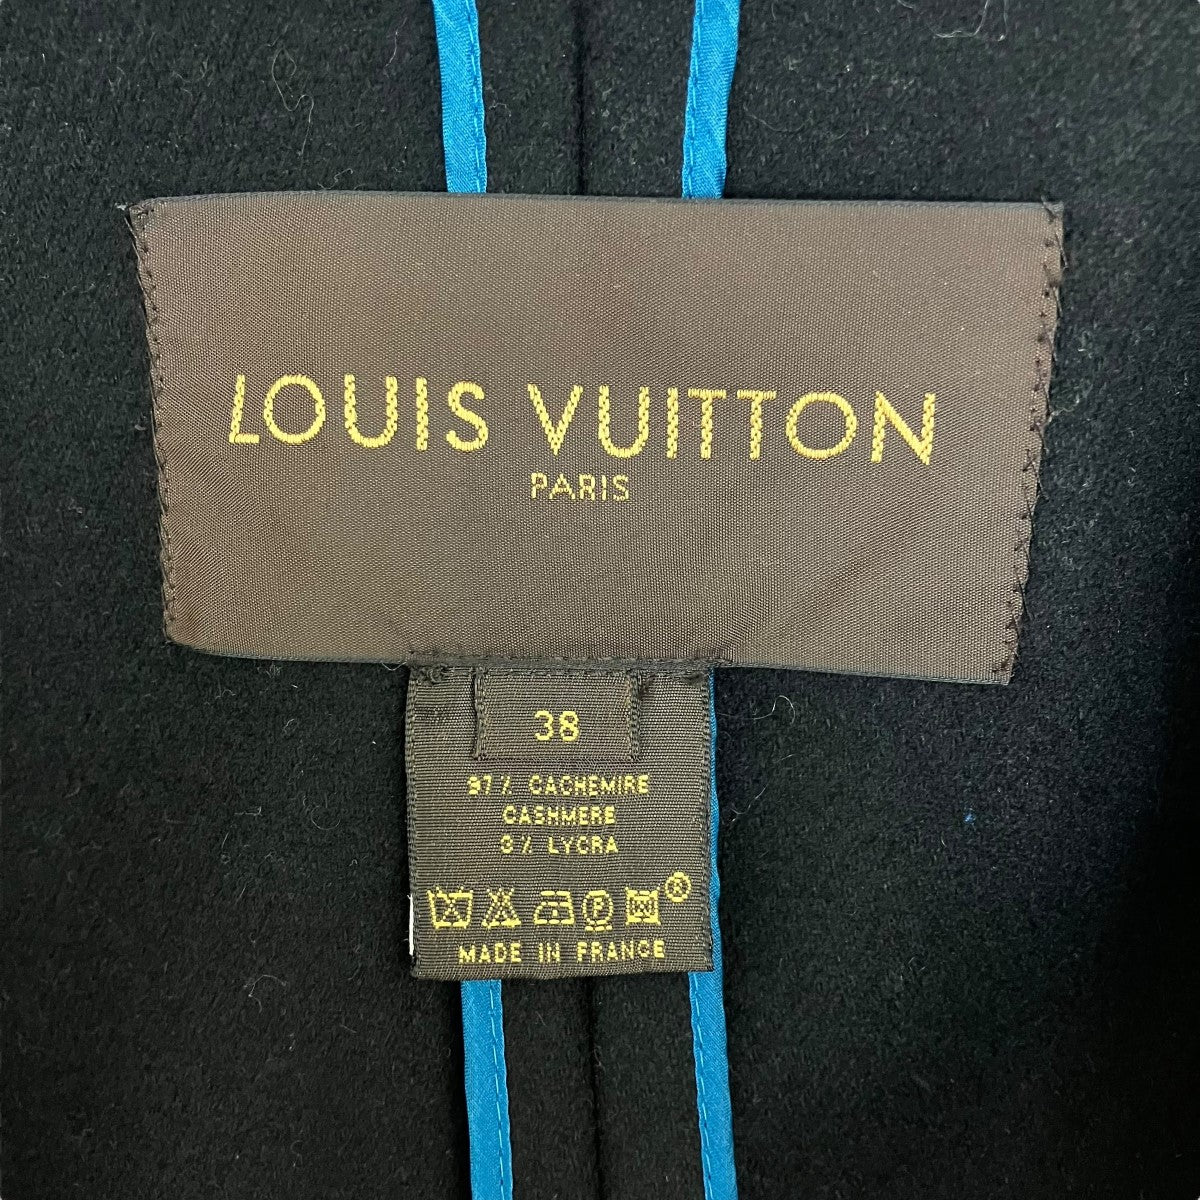 LOUIS VUITTON
PARIS
38
97% CACHEMIRE
CASHMERE
3% LYCRA
®
MADE IN FRANCE